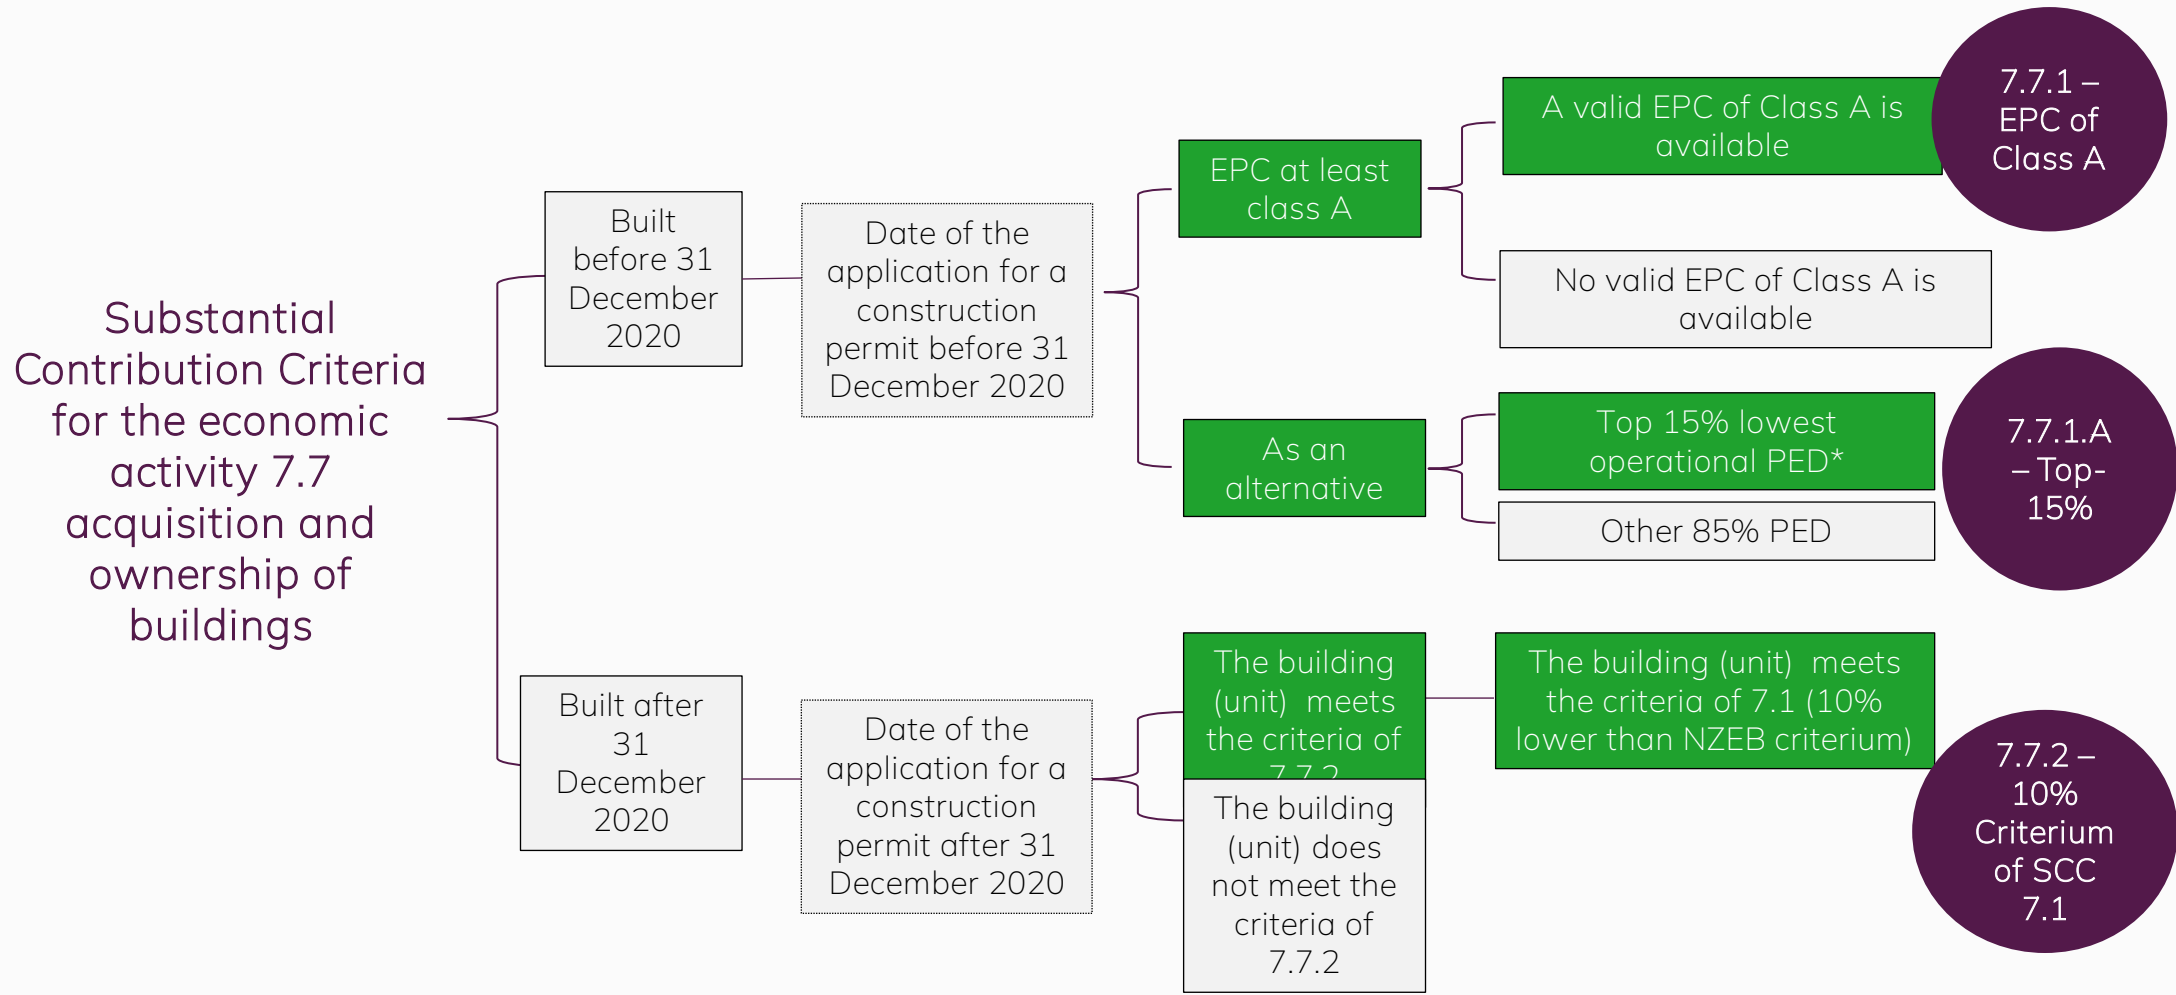 Substantial
Contribution Criteria
for the economic
activity 7.7
acquisition and
ownership of
buildings
Built
before 31
December
2020
Date of the
application for a
construction
permit before 31
December 2020
EPC at least
class A
A valid EPC of Class A is
available
7.7.1 –
EPC of
Class A
No valid EPC of Class A is
available
As an
alternative
Top 15% lowest
operational PED*
Other 85% PED
7.7.1.A
– Top-
15%
Built after
31
December
2020
Date of the
application for a
construction
permit after 31
December 2020
The building
(unit)  meets
the criteria of
7.7.2
The building (unit)  meets
the criteria of 7.1 (10%
lower than NZEB criterium)
The building
(unit) does
not meet the
criteria of
7.7.2
7.7.2 –
10%
Criterium
of SCC
7.1